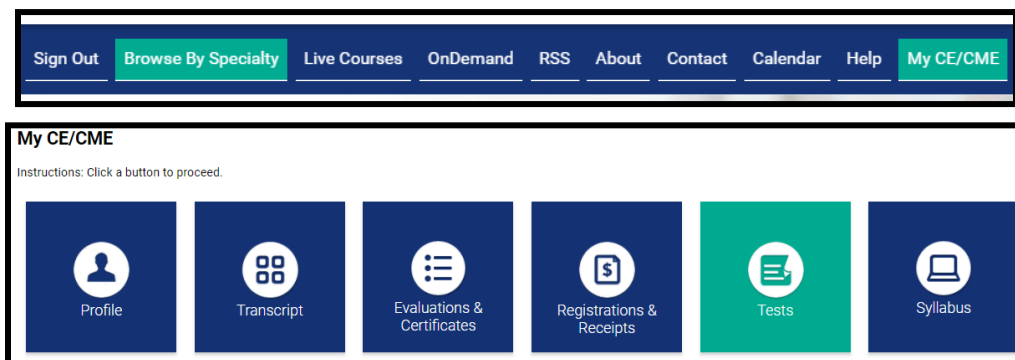 Sign Out Browse By Specialty Live Courses OnDemand RSS About Contact Calendar Help My CE/CME
My CE/CME
Instructions: Click a button to proceed.
Profile Transcript Evaluations & Certificates Registrations & Receipts Tests Syllabus